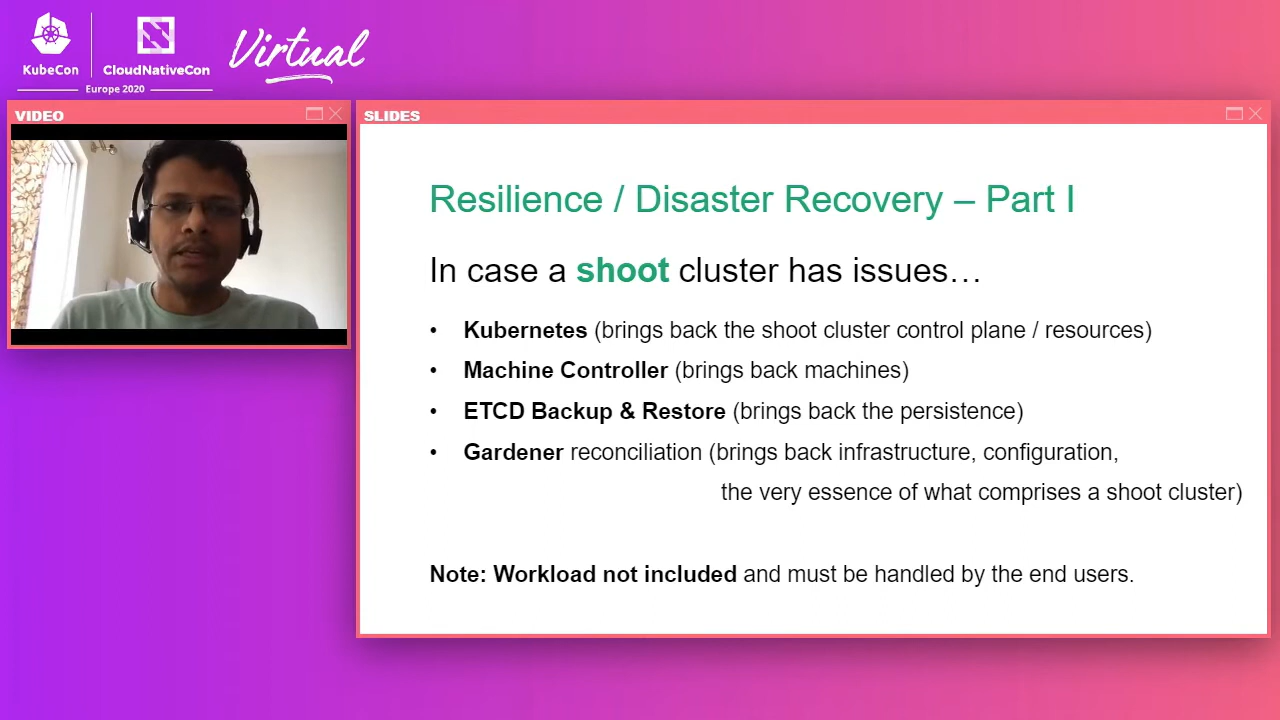 KubeCon
CloudNativeCon
Europe 2020
Virtual
VIDEO
SLIDES
Resilience / Disaster Recovery – Part I
In case a shoot cluster has issues…
• Kubernetes (brings back the shoot cluster control plane / resources)
• Machine Controller (brings back machines)
• ETCD Backup & Restore (brings back the persistence)
• Gardener reconciliation (brings back infrastructure, configuration,
the very essence of what comprises a shoot cluster)
Note: Workload not included and must be handled by the end users.